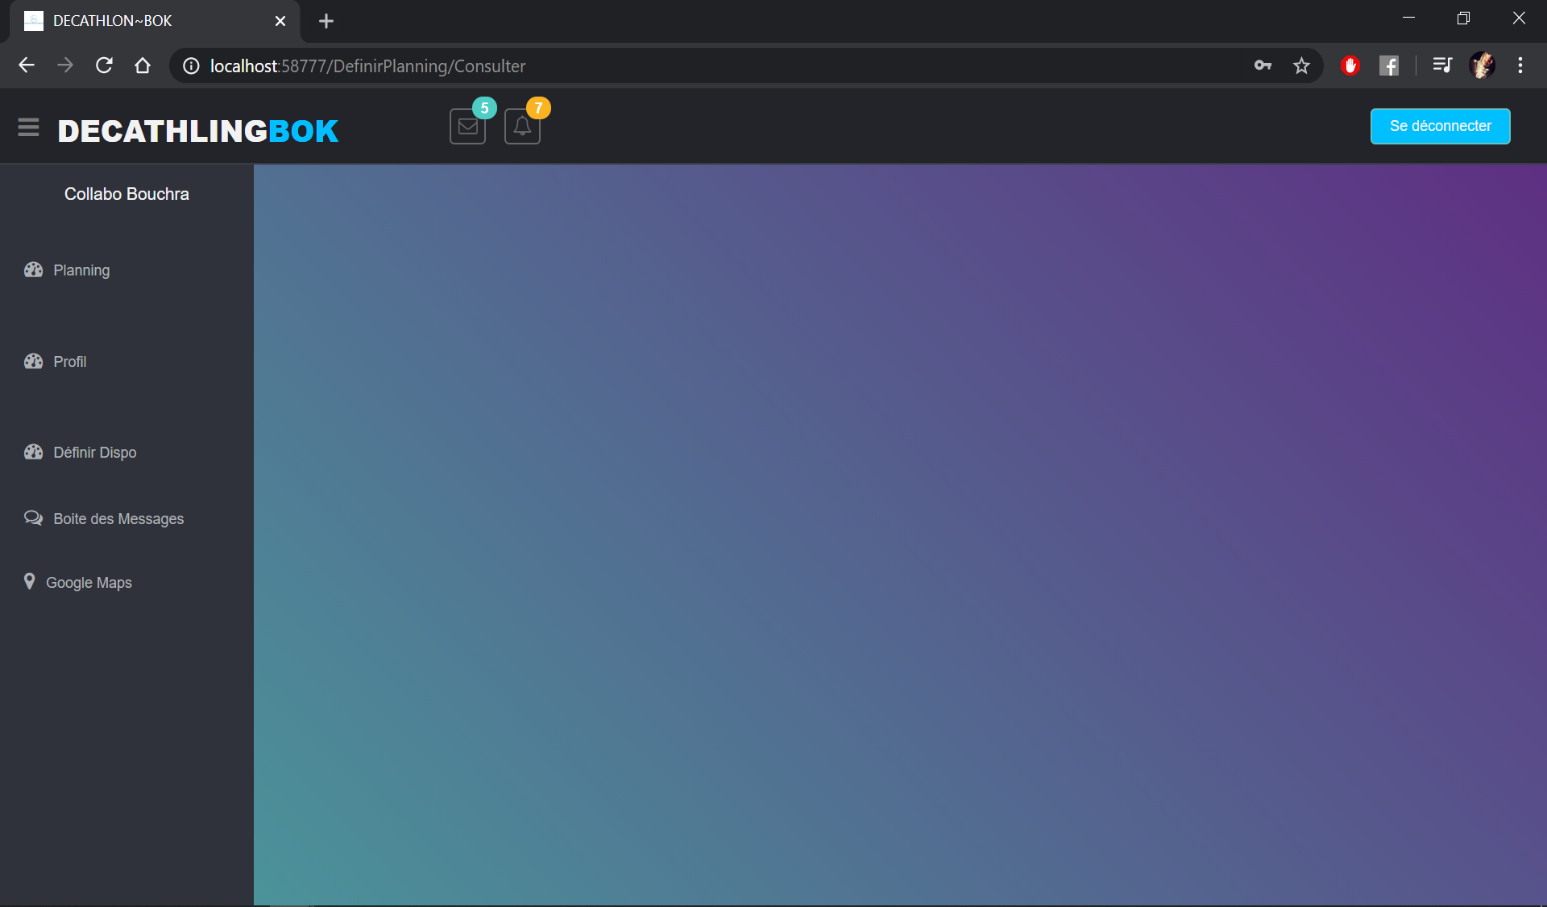 DECATHLON~BOK
localhost:58777/DefinirPlanning/Consulter
DECATHLINGBOK
5
7
Se déconnecter
Collabo Bouchra
Planning
Profil
Définir Dispo
Boite des Messages
Google Maps